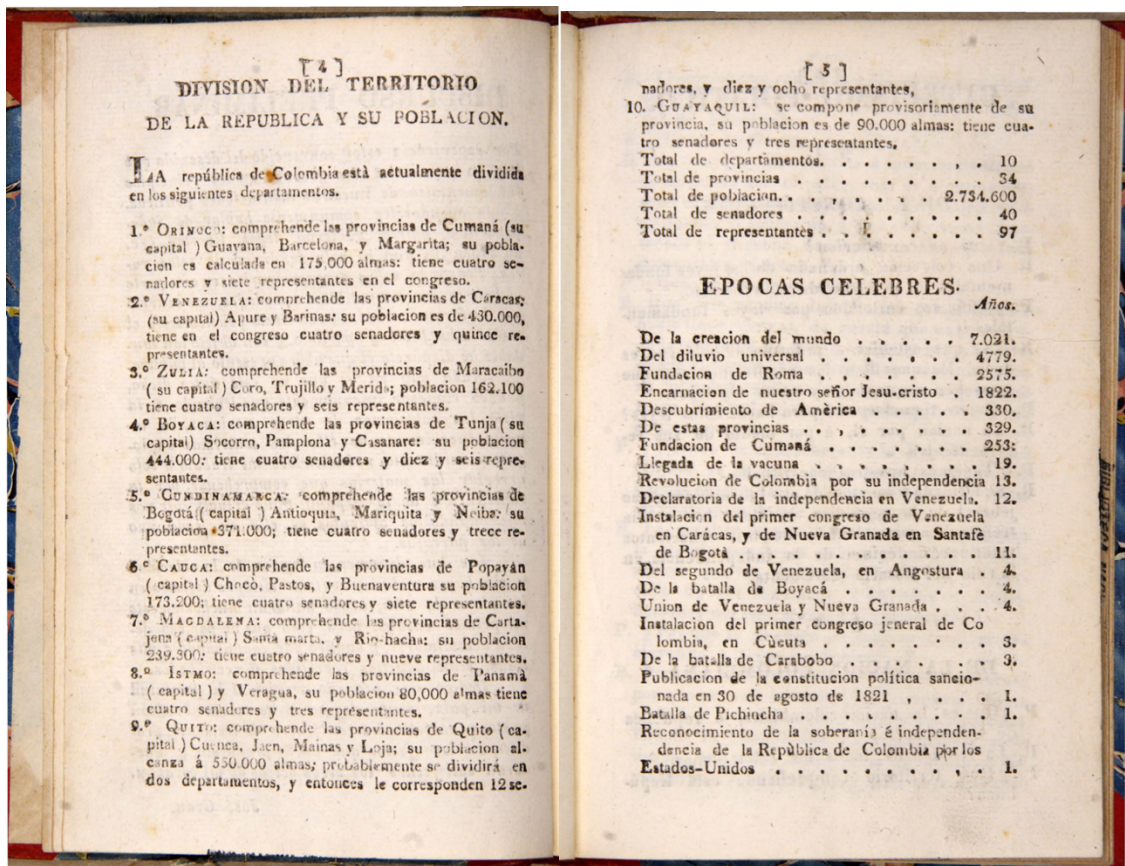 [ 4 ]
DIVISION DEL TERRITORIO
DE LA REPUBLICA Y SU POBLACION.
LA república de Colombia està actualmente dividida
en los siguientes departamentos.
1.º ORINOCO: comprehende las provincias de Cumaná (su
capital ) Guayana, Barcelona, y Margarita; su pobla-
cion es calculada en 175,000 almas: tiene cuatro se-
nadores y siete representantes en el congreso.
2.º VENEZUELA: comprehende las provincias de Caracas;
(su capital) Apure y Barinas: su poblacion es de 430.000,
tiene en el congreso cuatro senadores y quince re-
presentantes.
3.º ZULIA: comprehende las provincias de Maracaibo
( su capital ) Coro, Trujillo y Merida; poblacion 162.100
tiene cuatro senadores y seis representantes.
4.º BOYACA: comprehende las provincias de Tunja ( su
capital) Socorro, Pamplona y Casanare: su poblacion
444.000: tiene cuatro senadores y diez y seis repre-
sentantes.
5.º CUNDINAMARCA: comprehende las provincias de
Bogotá ( capital ) Antioquia, Mariquita y Neiba: su
poblacion 371.000; tiene cuatro senadores y trece re-
presentantes.
6.º CAUCA: comprehende las provincias de Popayán
( capital ) Chocò, Pastos, y Buenaventura su poblacion
173.200: tiene cuatro senadores y siete representantes.
7.º MAGDALENA: comprehende las provincias de Carta-
jena ( capital ) Santa marta, y Rio-hacha: su poblacion
239.300: tiene cuatro senadores y nueve representantes.
8.º ISTMO: comprehende las provincias de Panamà
( capital ) y Veragua, su poblacion 80,000 almas tiene
cuatro senadores y tres representantes.
9.º QUITO: comprehende las provincias de Quito ( ca-
pital ) Cuenca, Jaen, Mainas y Loja; su poblacion al-
canza á 550.000 almas; probablemente se dividirá en
dos departamentos, y entonces le corresponden 12 se-
[ 5 ]
nadores, y diez y ocho representantes,
10. GUAYAQUIL: se compone provisoriamente de su
provincia, su poblacion es de 90.000 almas: tiene cua-
tro senadores y tres representantes.
Total de departamentos. . . . . . , . 10
Total de provincias . . . . . . . . . 34
Total de poblacion. . . , . . . 2.754.600
Total de senadores . . . . . . . . . 40
Total de representantes . . . . . . . 97
EPOCAS CELEBRES.
Años.
De la creacion del mundo . . . . . 7.021.
Del diluvio universal . . . . . . . 4779.
Fundacion de Roma . . , . . . . 2575.
Encarnacion de nuestro señor Jesu-cristo . 1822.
Descubrimiento de Amèrica . . . . . 330.
De estas provincias . . , . . . . . 329.
Fundacion de Cumaná . . . . . . 253:
Llegada de la vacuna . . . . . . . . 19.
Revolucion de Colombia por su independencia 13.
Declaratoria de la independencia en Venezuela. 12.
Instalacion del primer congreso de Venezuela
en Carácas, y de Nueva Granada en Santafè
de Bogotà . . . . . . . . . . . 11.
Del segundo de Venezuela, en Angostura . 4.
De la batalla de Boyacá . . . . . . 4.
Union de Venezuela y Nueva Granada . . . 4.
Instalacion del primer congreso jeneral de Co
lombia, en Cùcuta . . . . . . . 3.
De la batalla de Carabobo . . . . . . 3.
Publicacion de la constitucion política sancio-
nada en 30 de agosto de 1821 . . . . 1.
Batalla de Pichincha . . . . . . . . 1.
Reconocimiento de la soberanía é independen-
dencia de la Repùblica de Colombia por los
Estados-Unidos . . . . . . . , . 1.